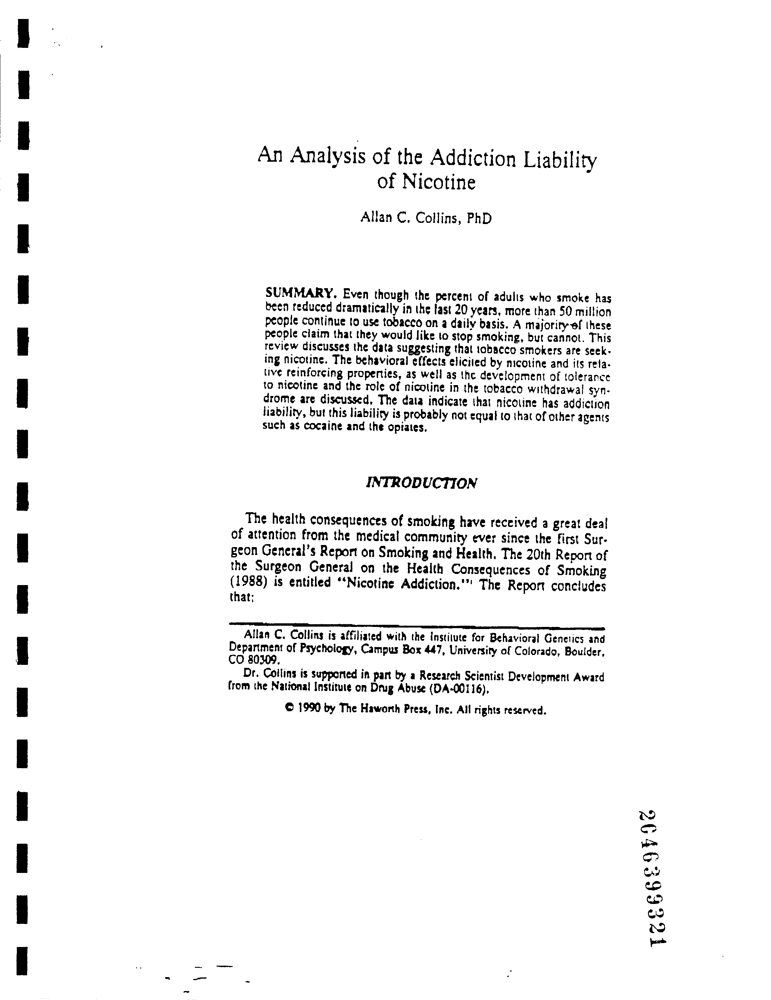 An Analysis of the Addiction Liability
of Nicotine
Allan C. Collins, PhD
SUMMARY. Even though the percent of adults who smoke has
been reduced dramatically in the last 20 years, more than 50 million
people continue to use tobacco on a daily basis. A majority of these
people claim that they would like to stop smoking, but cannot. This
review discusses the data suggesting that tobacco smokers are seek-
ing nicotine. The behavioral effects elicited by nicotine and its rela-
tive reinforcing properties, as well as the development of tolerance
to nicotine and the role of nicotine in the tobacco withdrawal syn-
drome are discussed. The data indicate that nicotine has addiction
liability, but this liability is probably not equal to that of other agents
such as cocaine and the opiates.
INTRODUCTION
The health consequences of smoking have received a great deal
of attention from the medical community ever since the first Sur-
geon General's Report on Smoking and Health. The 20th Report of
the Surgeon General on the Health Consequences of Smoking
(1988) is entitled "Nicotine Addiction."¹ The Report concludes
that:
Allan C. Collins is affiliated with the Institute for Behavioral Genetics and
Department of Psychology, Campus Box 447, University of Colorado, Boulder,
CO 80309.
Dr. Collins is supported in part by a Research Scientist Development Award
from the National Institute on Drug Abuse (DA-00116).
© 1990 by The Haworth Press, Inc. All rights reserved.
2046399321